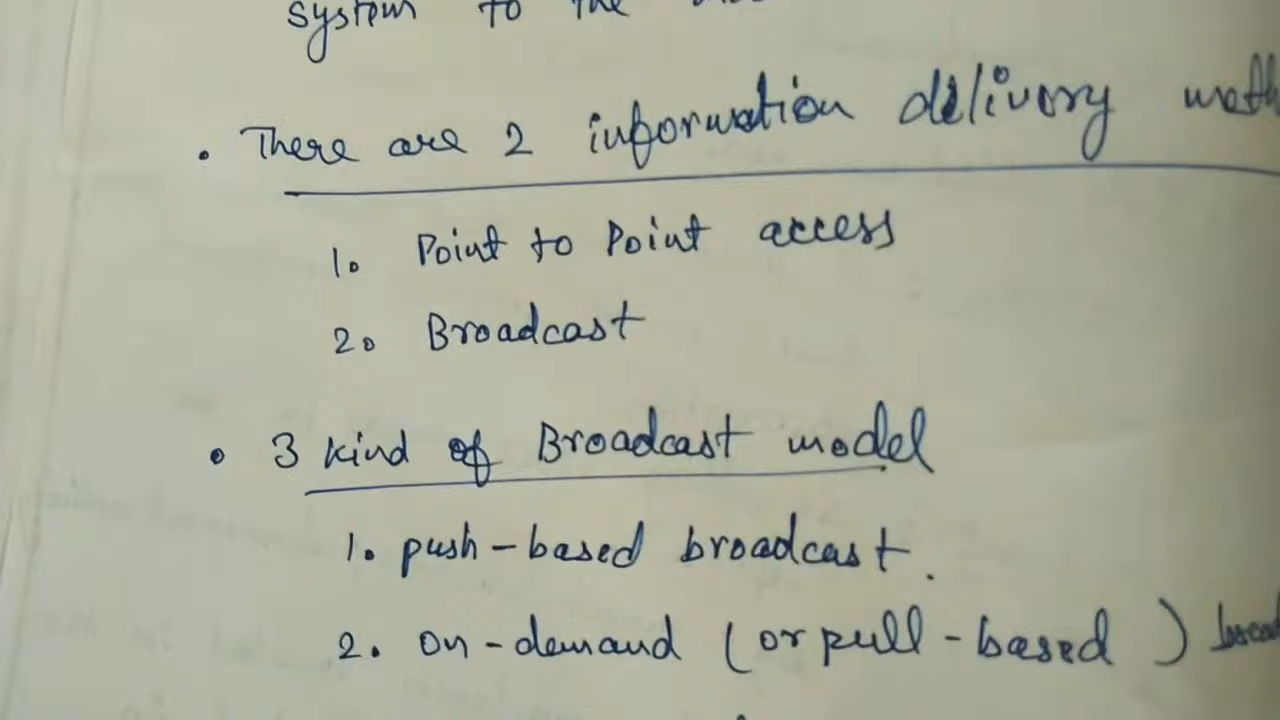 system to the
• There are 2 information delivery
1. Point to Point access
2. Broadcast
• 3 kind of Broadcast model
1. push-based broadcast.
2. on-demand (or pull-based)